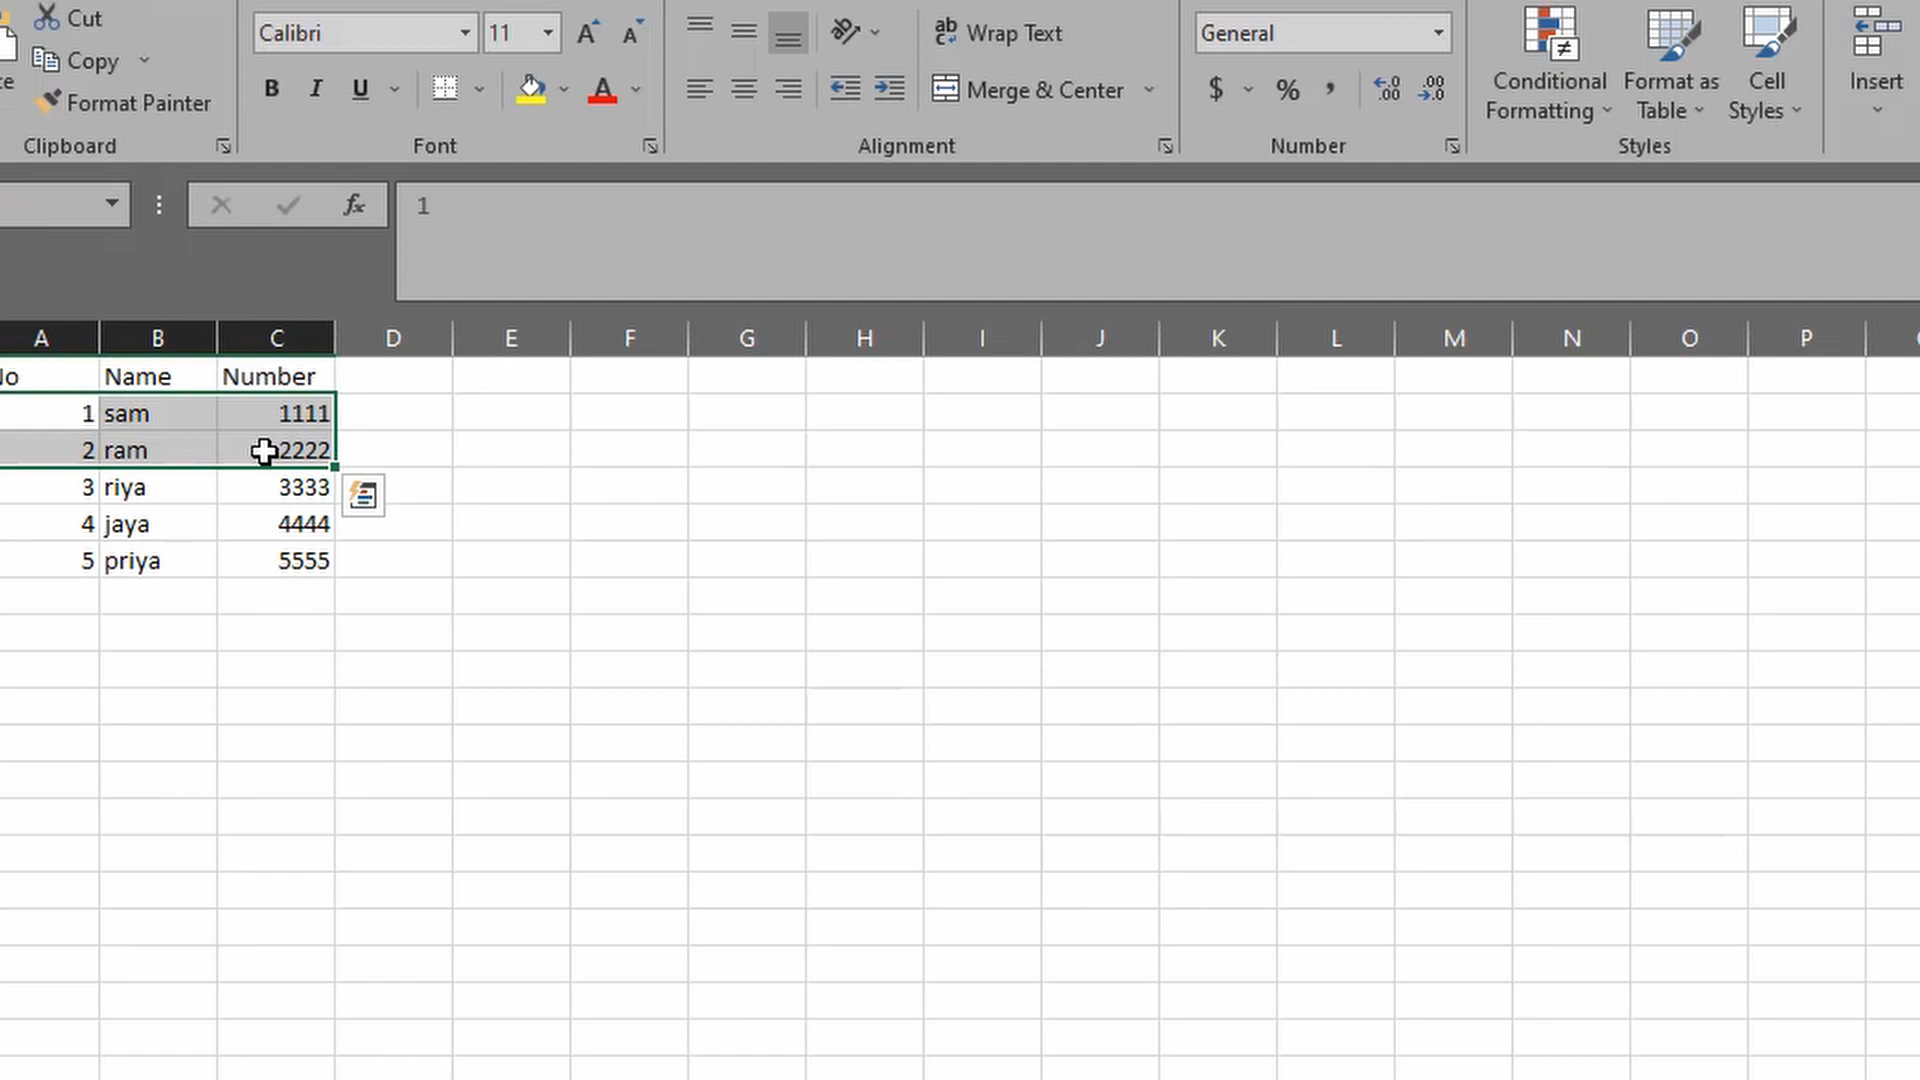 Cut
Copy
Format Painter
Clipboard
Calibri
11
B I U
Font
Wrap Text
Merge & Center
Alignment
General
$ % ,
Number
Conditional
Formatting
Format as
Table
Cell
Styles
Styles
Insert
fx
1
A B C D E F G H I J K L M N O P
Name Number
1 sam 1111
2 ram 2222
3 riya 3333
4 jaya 4444
5 priya 5555